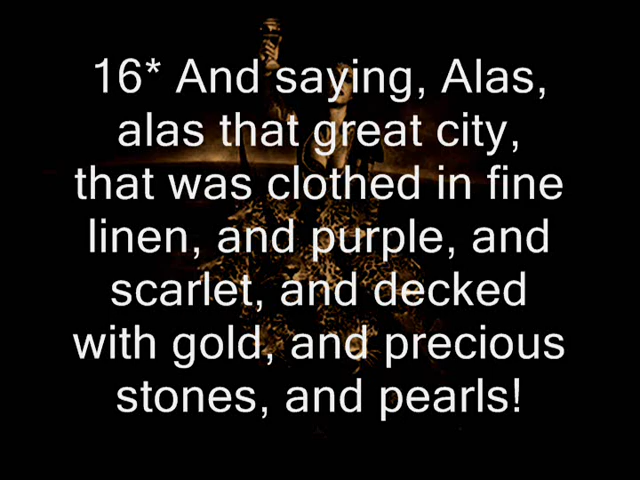 16* And saying, Alas,
alas that great city,
that was clothed in fine
linen, and purple, and
scarlet, and decked
with gold, and precious
stones, and pearls!